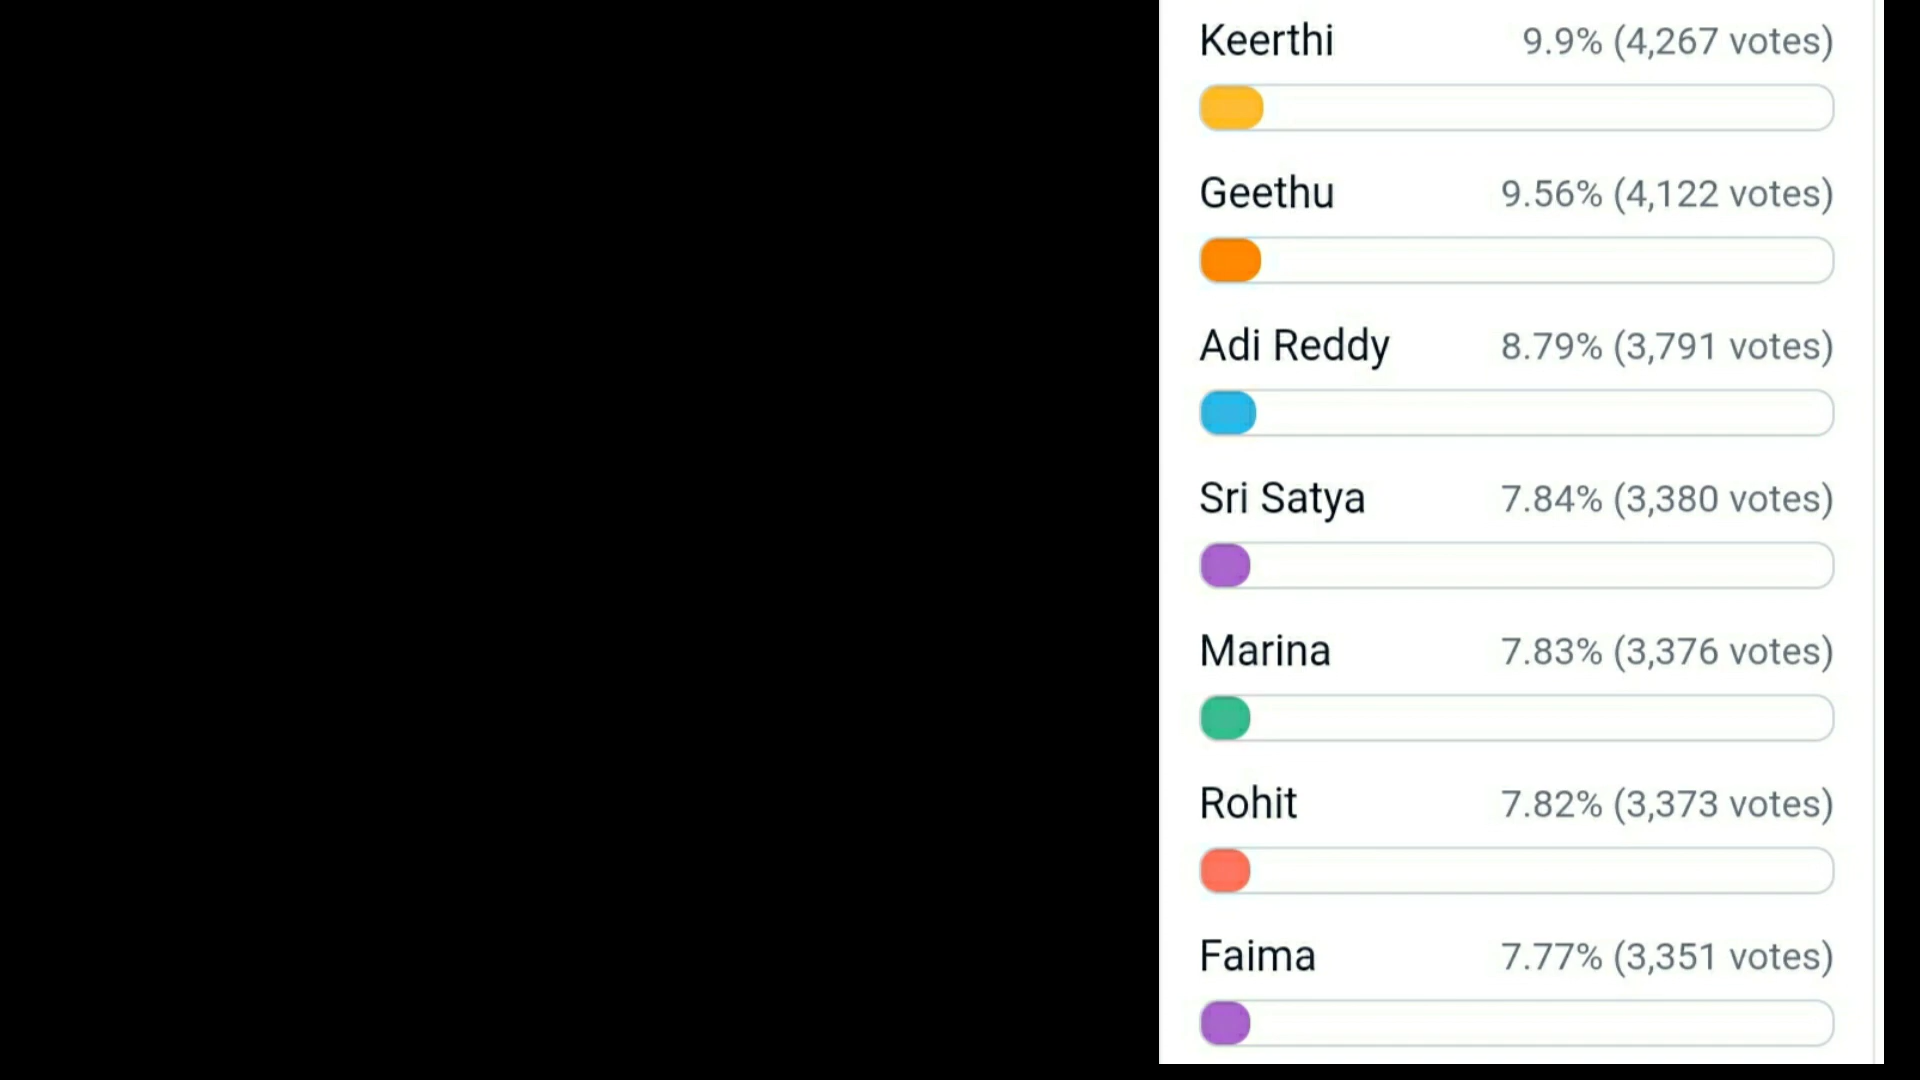 Keerthi 9.9% (4,267 votes)
Geethu 9.56% (4,122 votes)
Adi Reddy 8.79% (3,791 votes)
Sri Satya 7.84% (3,380 votes)
Marina 7.83% (3,376 votes)
Rohit 7.82% (3,373 votes)
Faima 7.77% (3,351 votes)